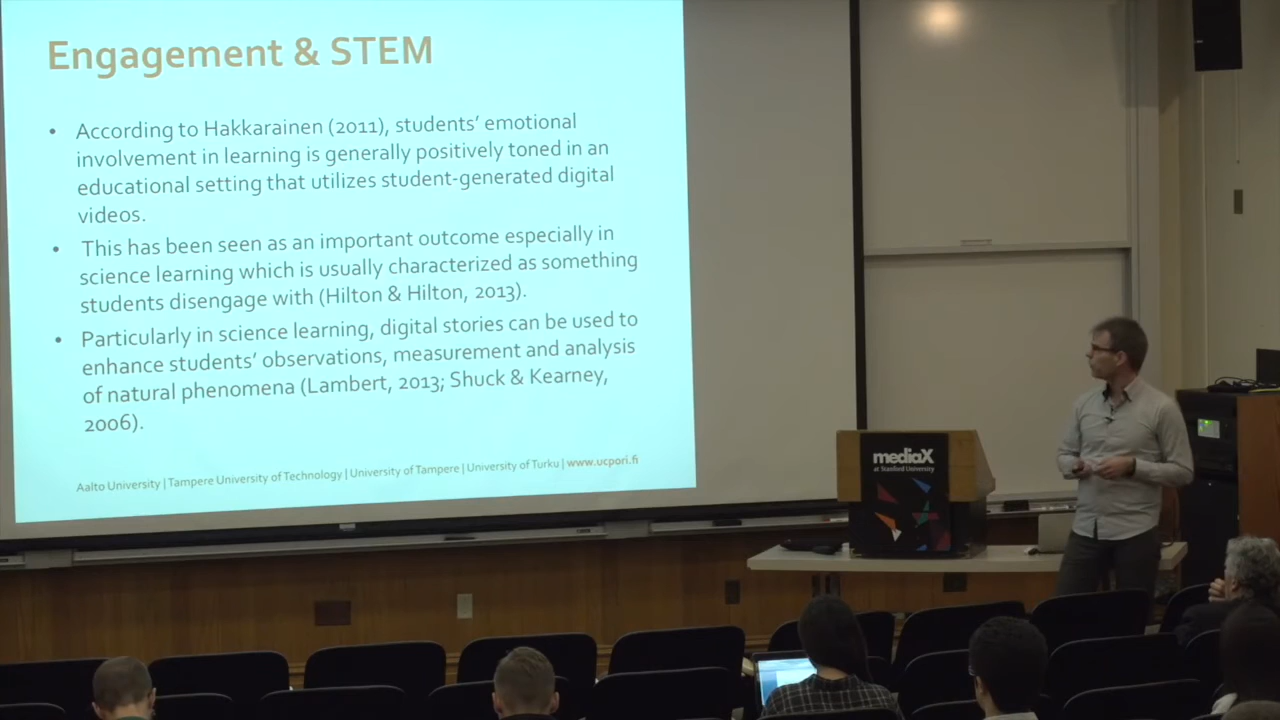 Engagement & STEM
• According to Hakkarainen (2011), students' emotional
involvement in learning is generally positively toned in an
educational setting that utilizes student-generated digital
videos.
• This has been seen as an important outcome especially in
science learning which is usually characterized as something
students disengage with (Hilton & Hilton, 2013).
• Particularly in science learning, digital stories can be used to
enhance students' observations, measurement and analysis
of natural phenomena (Lambert, 2013; Shuck & Kearney,
2006).
Aalto University | Tampere University of Technology | University of Tampere | University of Turku | www.ucpori.fi
mediaX
at Stanford University